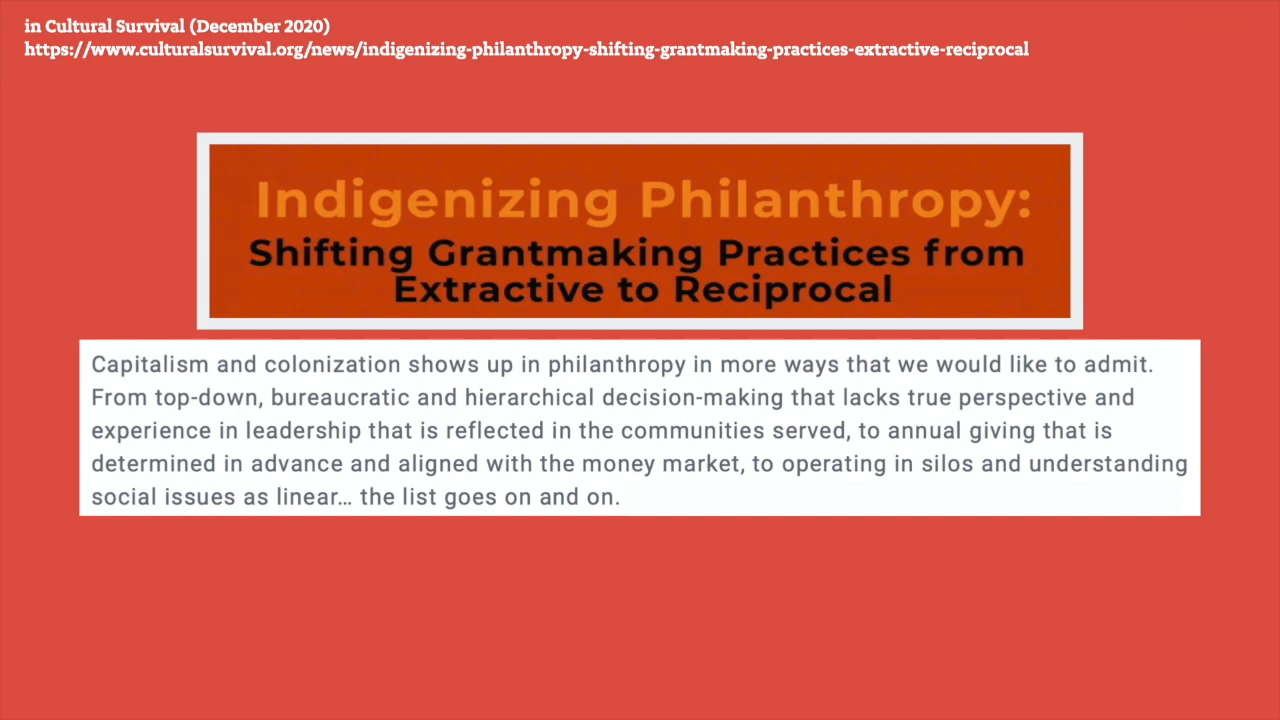 in Cultural Survival (December 2020)
https://www.culturalsurvival.org/news/indigenizing-philanthropy-shifting-grantmaking-practices-extractive-reciprocal
Indigenizing Philanthropy:
Shifting Grantmaking Practices from
Extractive to Reciprocal
Capitalism and colonization shows up in philanthropy in more ways that we would like to admit.
From top-down, bureaucratic and hierarchical decision-making that lacks true perspective and
experience in leadership that is reflected in the communities served, to annual giving that is
determined in advance and aligned with the money market, to operating in silos and understanding
social issues as linear... the list goes on and on.